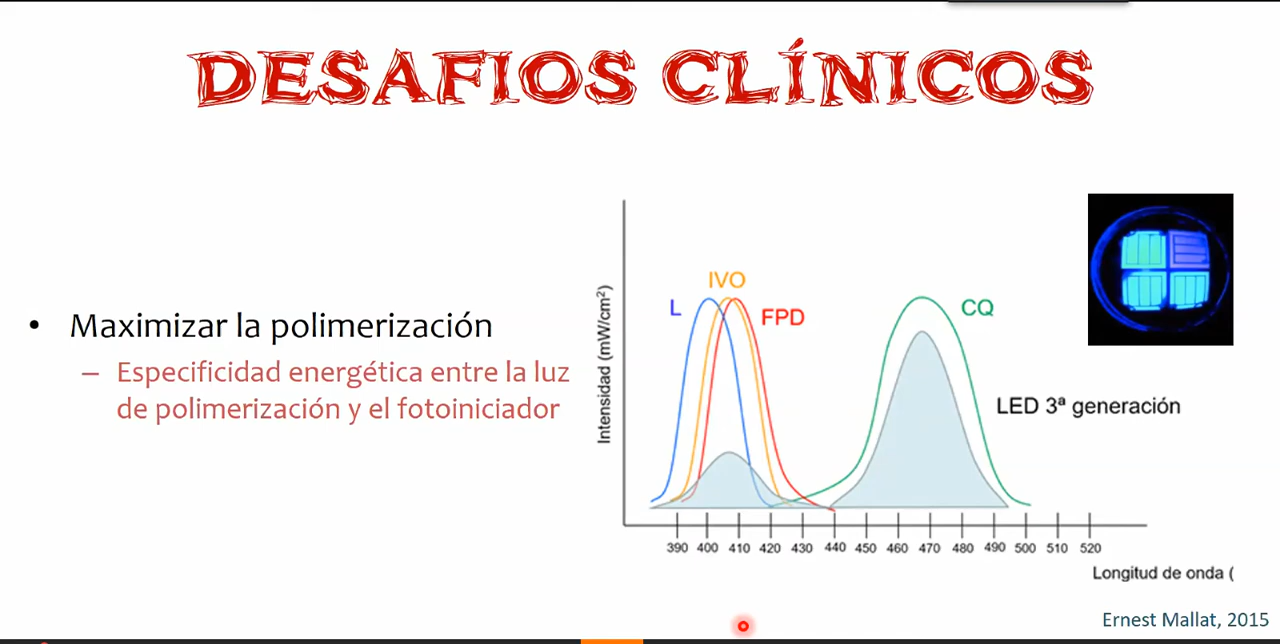 DESAFIOS CLÍNICOS
• Maximizar la polimerización
– Especificidad energética entre la luz
de polimerización y el fotoiniciador
Intensidad (mW/cm²)
L
IVO
FPD
CQ
LED 3ª generación
390 400 410 420 430 440 450 460 470 480 490 500 510 520
Longitud de onda (
Ernest Mallat, 2015